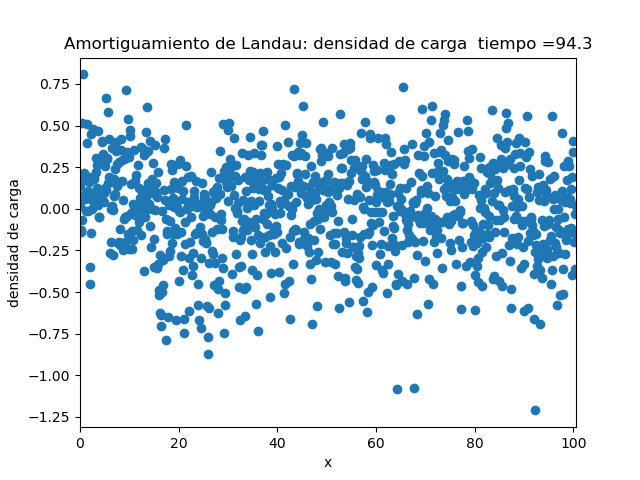 Amortiguamiento de Landau: densidad de carga  tiempo =94.3
densidad de carga
0.75
0.50
0.25
0.00
−0.25
−0.50
−0.75
−1.00
−1.25
0 20 40 60 80 100
x